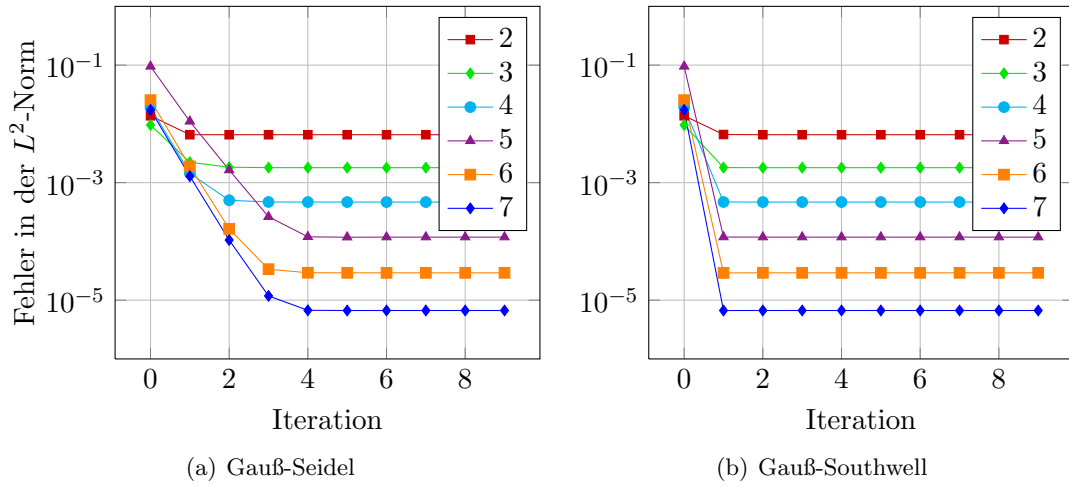 Fehler in der L²-Norm
10⁻¹
10⁻³
10⁻⁵
0 2 4 6 8
Iteration
2
3
4
5
6
7
(a) Gauß-Seidel
10⁻¹
10⁻³
10⁻⁵
0 2 4 6 8
Iteration
2
3
4
5
6
7
(b) Gauß-Southwell